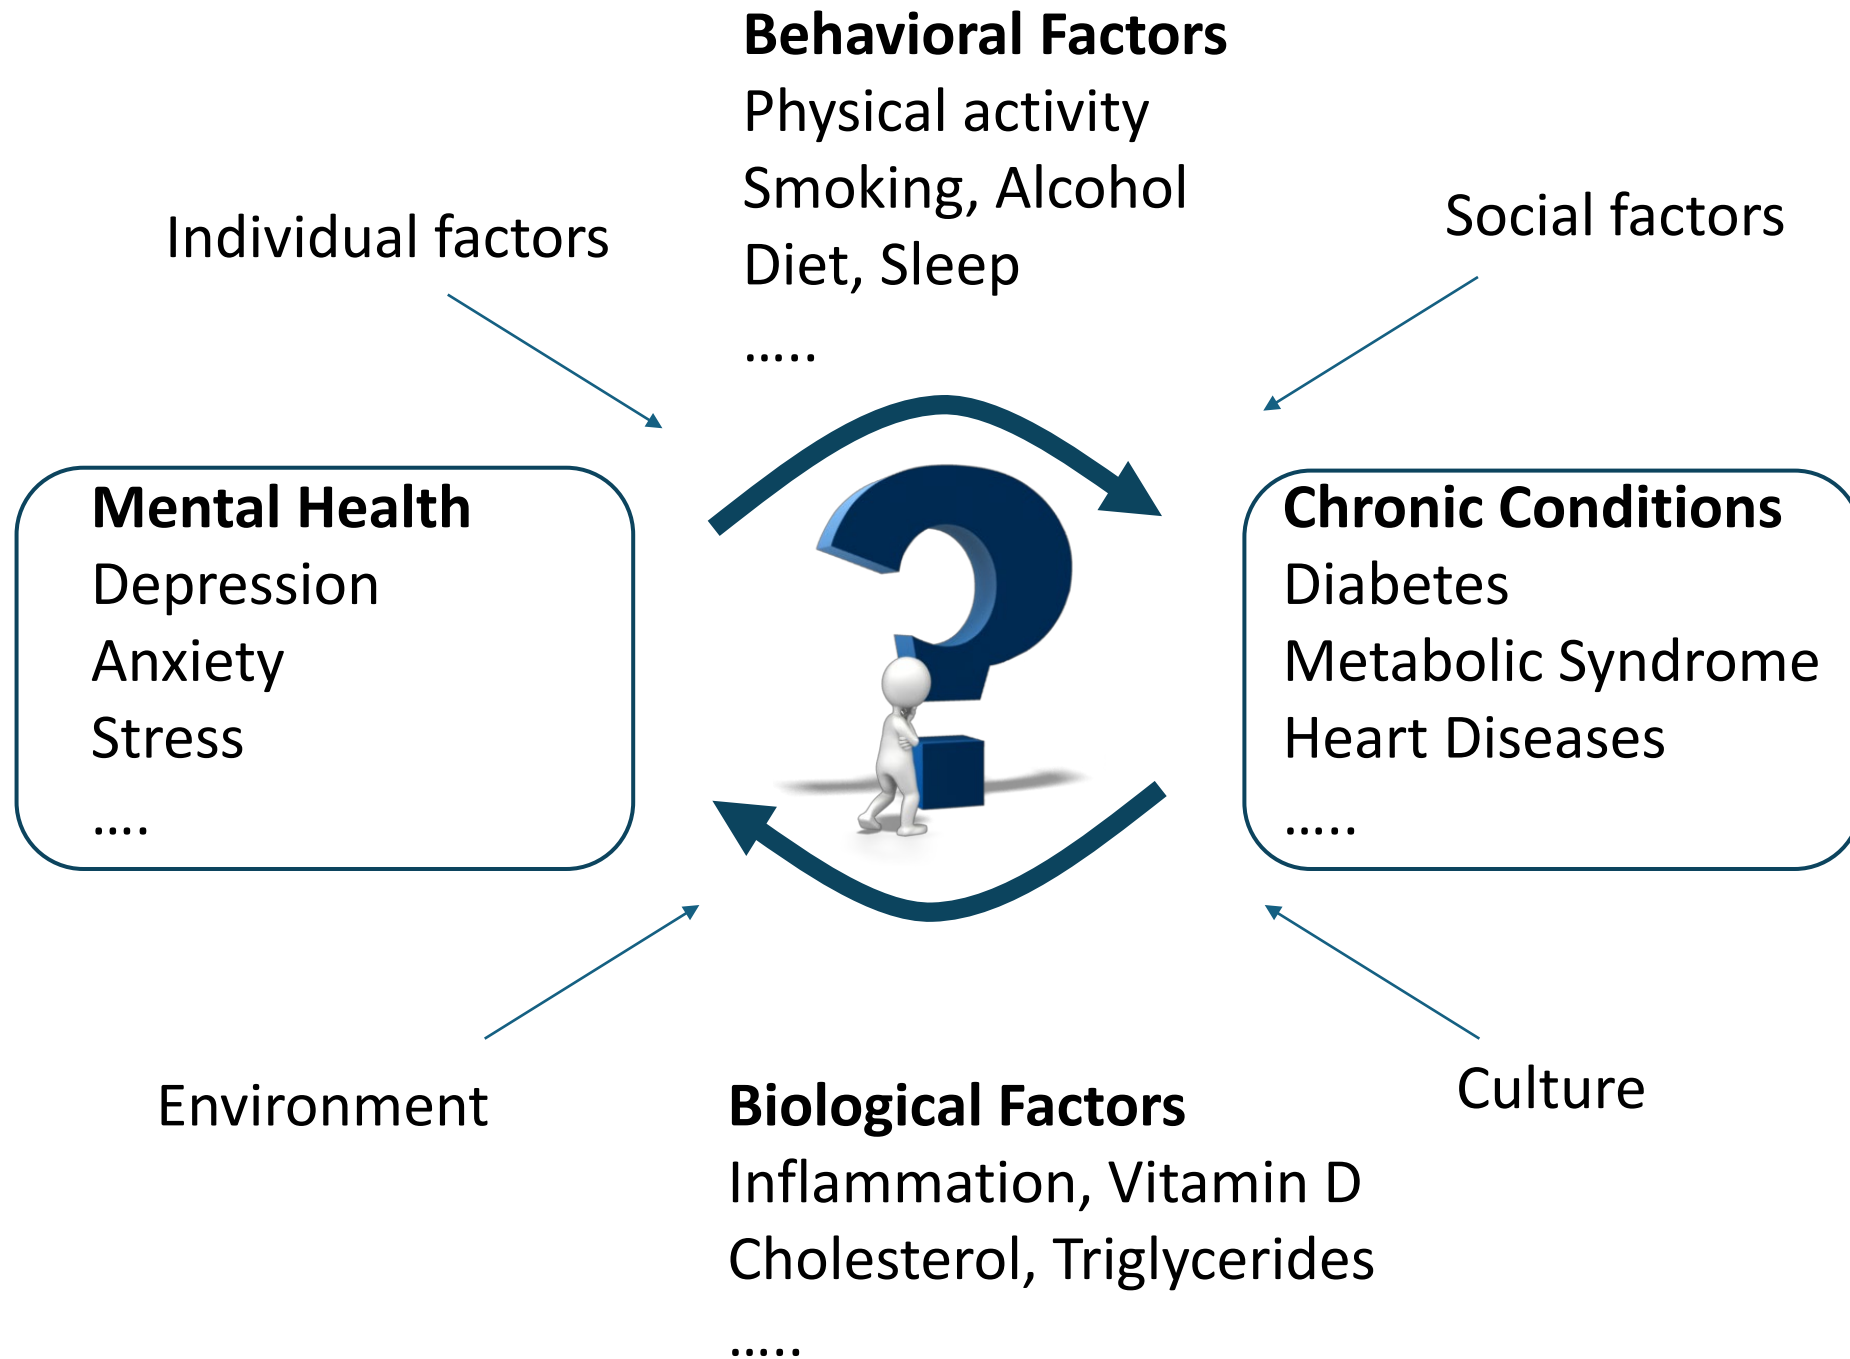 Behavioral Factors
Physical activity
Smoking, Alcohol
Diet, Sleep
.....
Individual factors
Social factors
Mental Health
Depression
Anxiety
Stress
....
Chronic Conditions
Diabetes
Metabolic Syndrome
Heart Diseases
.....
Environment
Culture
Biological Factors
Inflammation, Vitamin D
Cholesterol, Triglycerides
.....